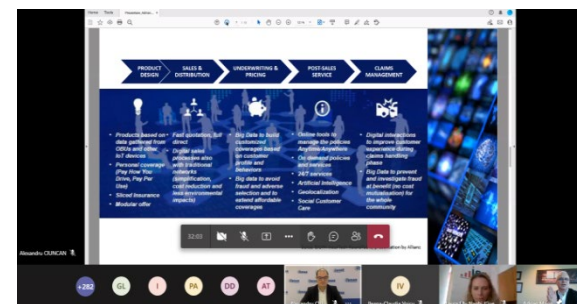 Home Tools
PRODUCT
DESIGN
SALES &
DISTRIBUTION
UNDERWRITING &
PRICING
POST-SALES
SERVICE
CLAIMS
MANAGEMENT
• Products based on
data gathered from
OBUs and other
IoT devices
• Personal coverage
(Pay How You
Drive, Pay Per
Use)
• Sliced Insurance
• Modular offer
• Fast quotation, full
direct
• Digital sales
processes also
with traditional
networks
(simplification,
cost reduction and
less environmental
impacts)
• Big Data to build
customized
coverages based
on customer
profile and
behaviors
• Big data to avoid
fraud and adverse
selection and to
extend affordable
coverages
• Online tools to
manage the policies
Anytime/Anywhere
• On demand policies
and services
• 24/7 services
• Artificial Intelligence
• Geolocalization
• Social Customer
Care
• Digital interactions
to improve customer
experience during
claims handling
phase
• Big Data to prevent
and investigate fraud
at benefit (no cost
mutualisation) for the
whole
community
32:03
by Allianz
Alexandru CIUNCAN
+282
GL
I
PA
DD
AT
IV